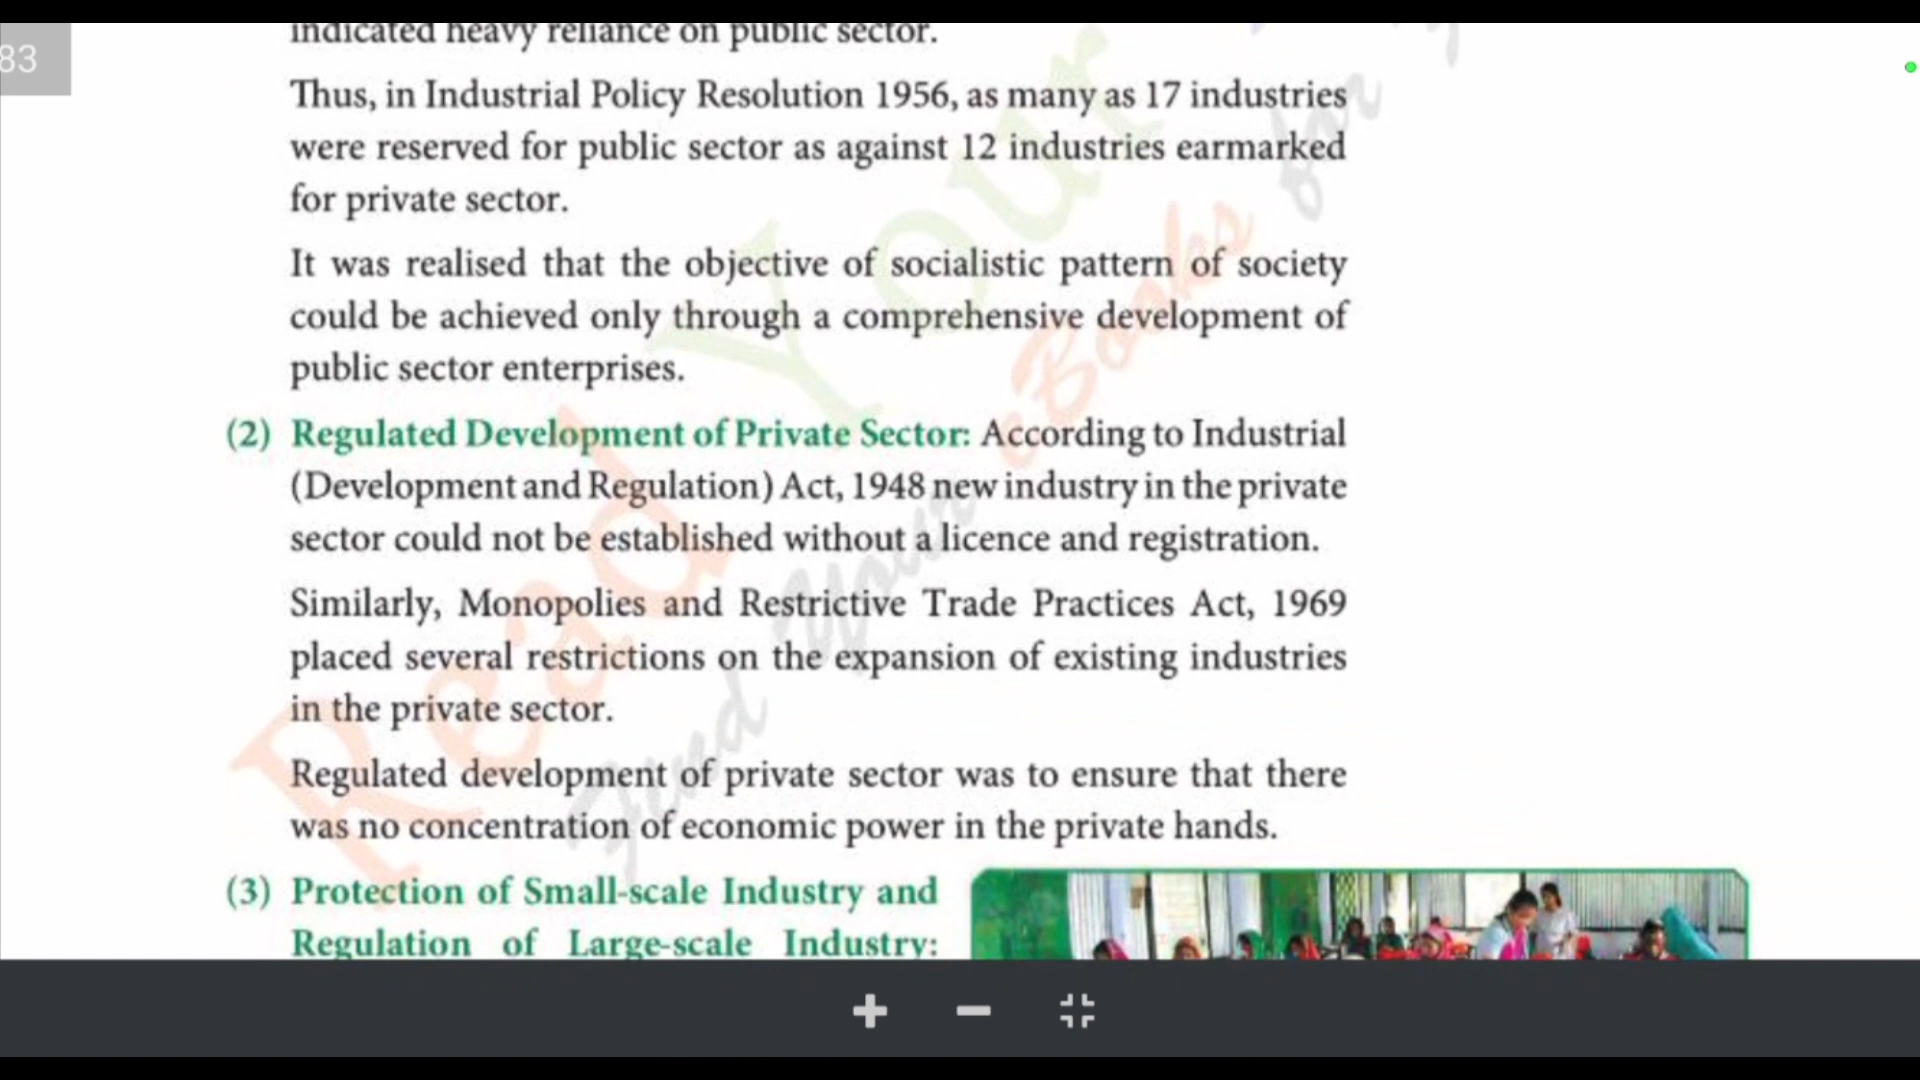 83
indicated heavy reliance on public sector.
Thus, in Industrial Policy Resolution 1956, as many as 17 industries
were reserved for public sector as against 12 industries earmarked
for private sector.
It was realised that the objective of socialistic pattern of society
could be achieved only through a comprehensive development of
public sector enterprises.
(2) Regulated Development of Private Sector: According to Industrial
(Development and Regulation) Act, 1948 new industry in the private
sector could not be established without a licence and registration.
Similarly, Monopolies and Restrictive Trade Practices Act, 1969
placed several restrictions on the expansion of existing industries
in the private sector.
Regulated development of private sector was to ensure that there
was no concentration of economic power in the private hands.
(3) Protection of Small-scale Industry and
Regulation of Large-scale Industry:
Read Your
Find Your eBooks for